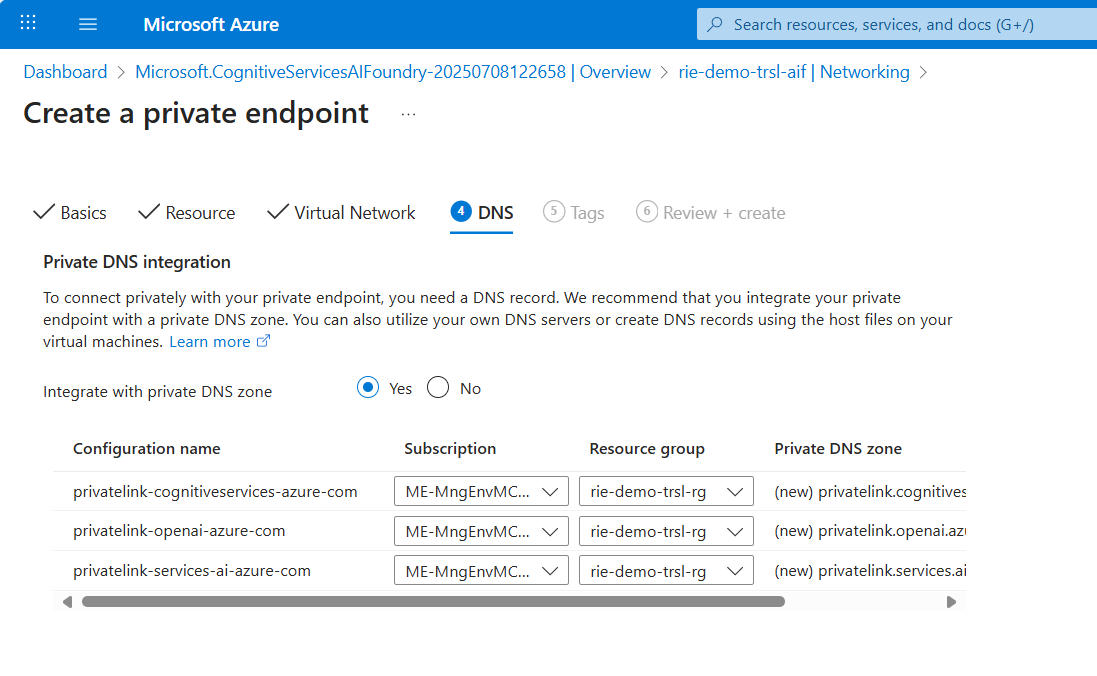 Microsoft Azure
Search resources, services, and docs (G+/)
Dashboard > Microsoft.CognitiveServicesAIFoundry-20250708122658 | Overview > rie-demo-trsl-aif | Networking >
Create a private endpoint ...
Basics Resource Virtual Network 4 DNS 5 Tags 6 Review + create
Private DNS integration
To connect privately with your private endpoint, you need a DNS record. We recommend that you integrate your private
endpoint with a private DNS zone. You can also utilize your own DNS servers or create DNS records using the host files on your
virtual machines. Learn more
Integrate with private DNS zone Yes No
Configuration name Subscription Resource group Private DNS zone
privatelink-cognitiveservices-azure-com ME-MngEnvMC... rie-demo-trsl-rg (new) privatelink.cognitives
privatelink-openai-azure-com ME-MngEnvMC... rie-demo-trsl-rg (new) privatelink.openai.azu
privatelink-services-ai-azure-com ME-MngEnvMC... rie-demo-trsl-rg (new) privatelink.services.ai